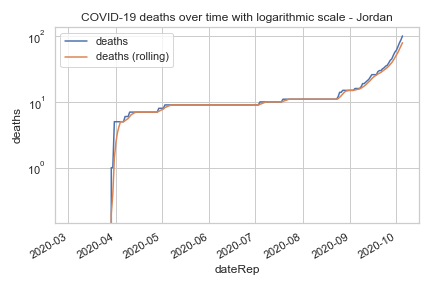 COVID-19 deaths over time with logarithmic scale - Jordan
deaths
deaths (rolling)
10²
10¹
10⁰
deaths
2020-03
2020-04
2020-05
2020-06
2020-07
2020-08
2020-09
2020-10
dateRep